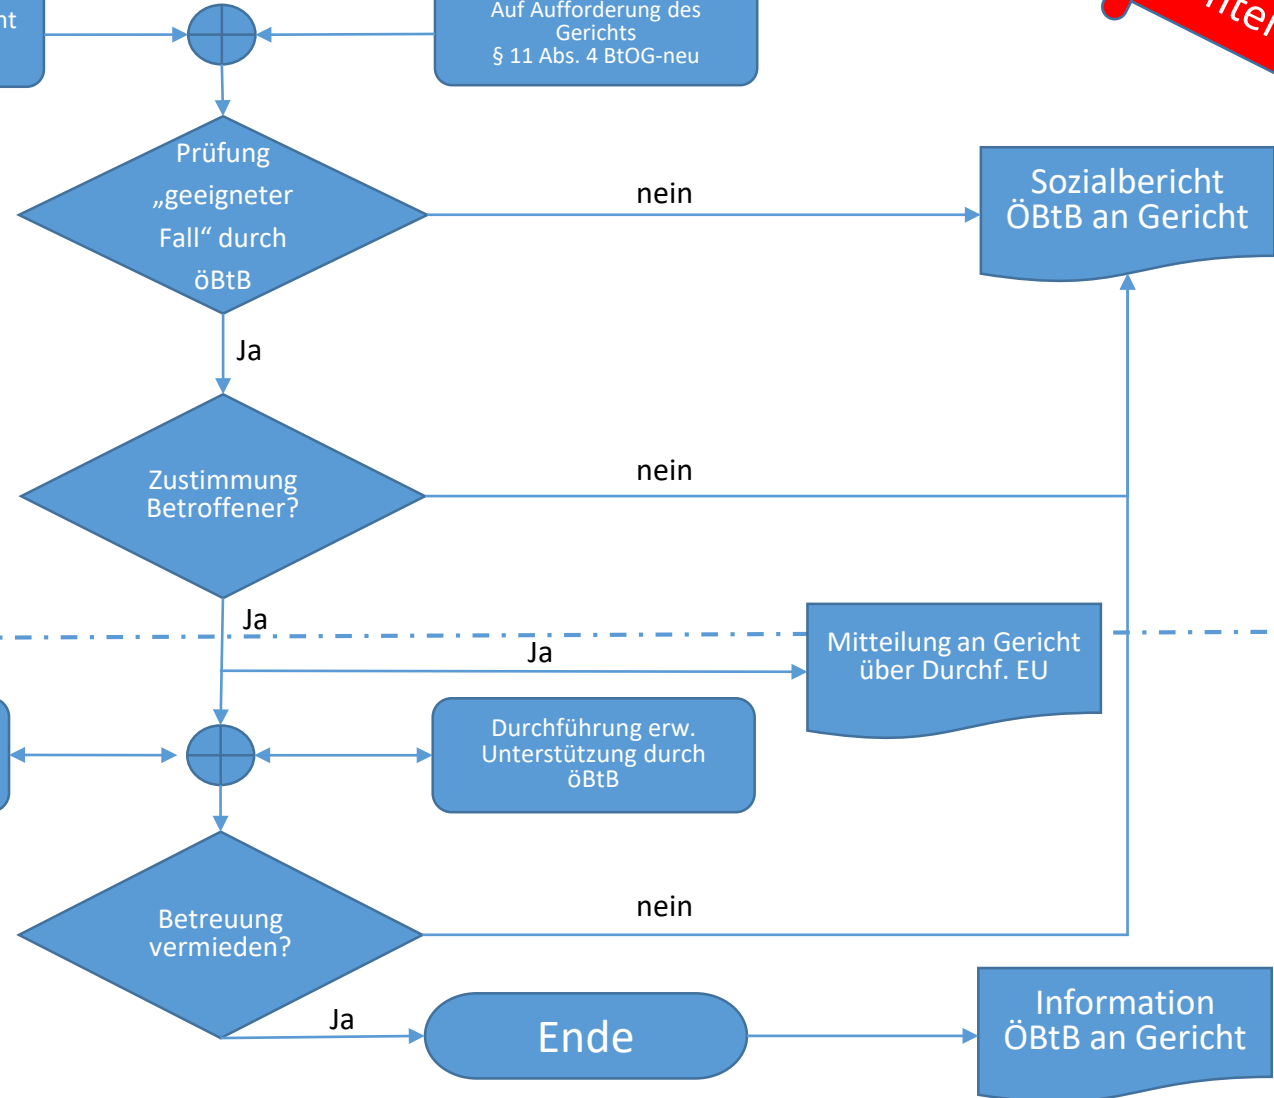 Auf Aufforderung des
Gerichts
§ 11 Abs. 4 BtOG-neu
Prüfung
„geeigneter
Fall“ durch
öBtB
nein
Sozialbericht
ÖBtB an Gericht
Ja
Zustimmung
Betroffener?
nein
Ja
Ja
Mitteilung an Gericht
über Durchf. EU
Durchführung erw.
Unterstützung durch
öBtB
Betreuung
vermieden?
nein
Ja
Ende
Information
ÖBtB an Gericht